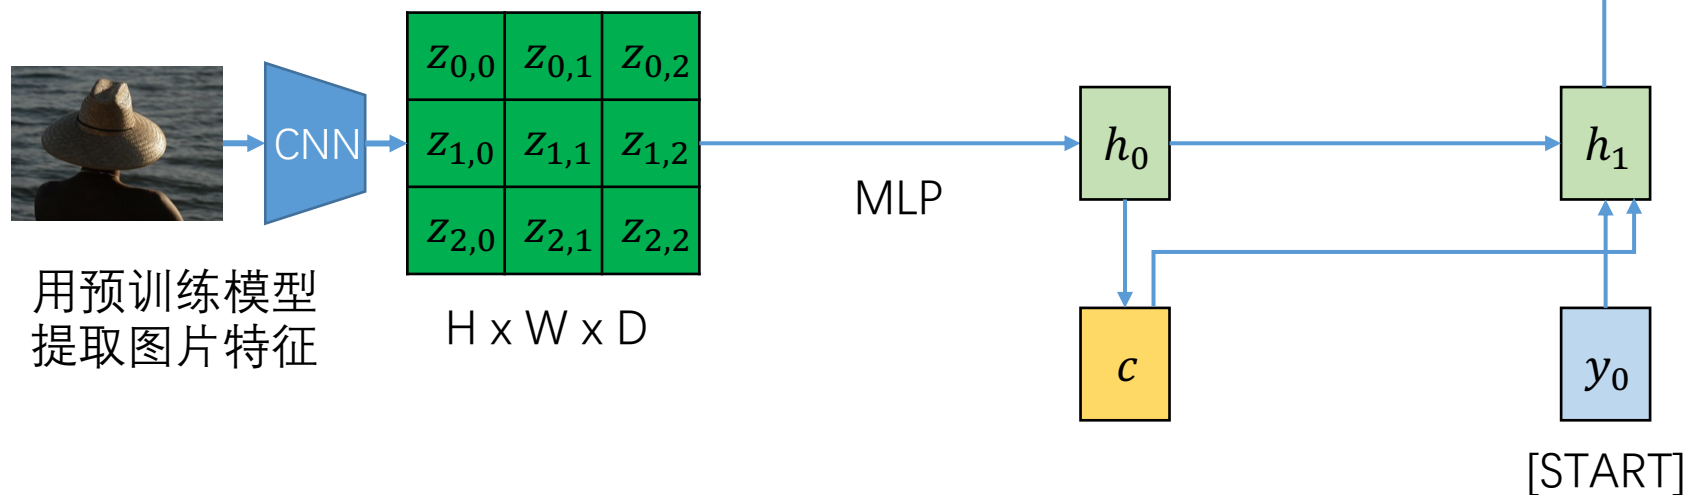 CNN
z0,0 z0,1 z0,2
z1,0 z1,1 z1,2
z2,0 z2,1 z2,2
用预训练模型
提取图片特征
H x W x D
MLP
h0
h1
c
y0
[START]